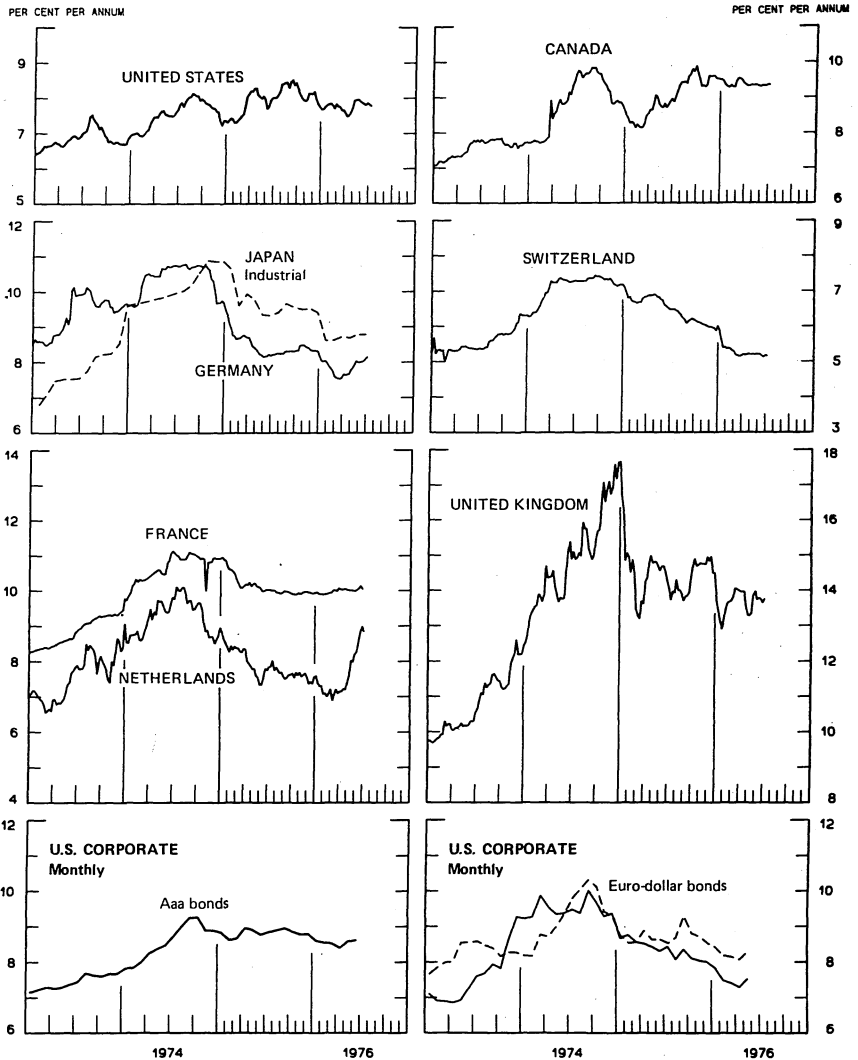 PER CENT PER ANNUM
PER CENT PER ANNUM
UNITED STATES
9
7
5
CANADA
10
8
6
JAPAN
Industrial
GERMANY
12
10
8
6
SWITZERLAND
9
7
5
3
FRANCE
NETHERLANDS
14
12
10
8
6
4
UNITED KINGDOM
18
16
14
12
10
8
U.S. CORPORATE
Monthly
Aaa bonds
12
10
8
6
U.S. CORPORATE
Monthly
Euro-dollar bonds
12
10
8
6
1974
1976
1974
1976